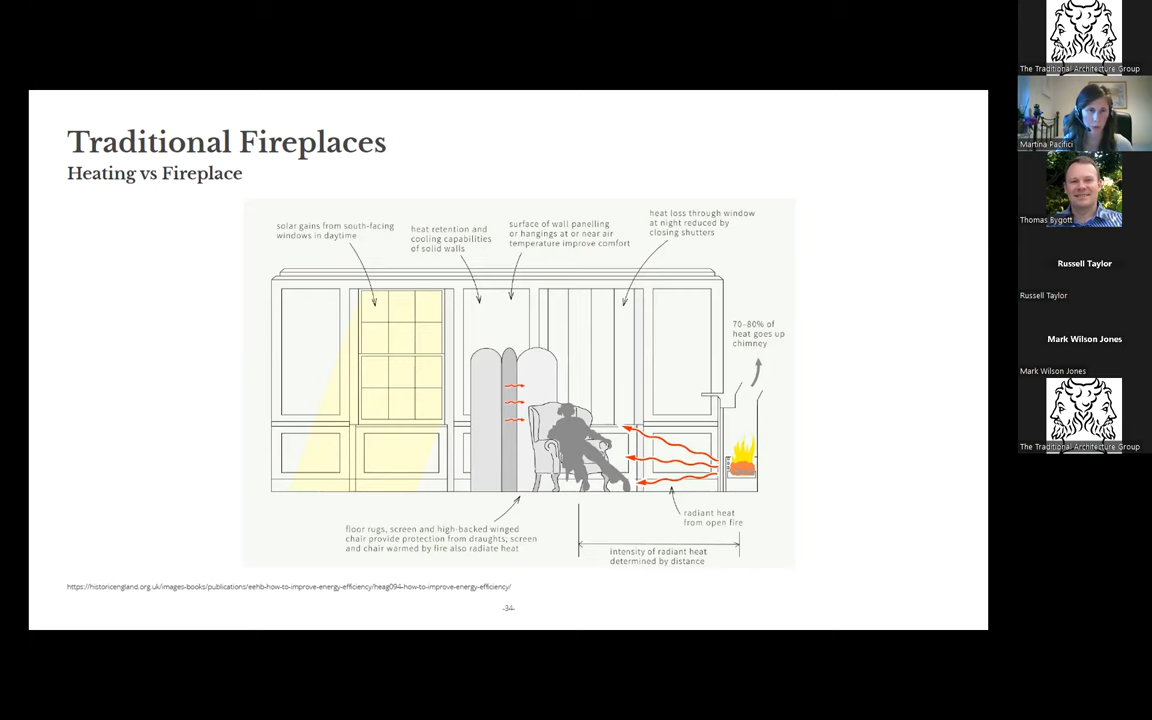 Traditional Fireplaces
Heating vs Fireplace
solar gains from south-facing
windows in daytime
heat retention and
cooling capabilities
of solid walls
surface of wall panelling
or hangings at or near air
temperature improve comfort
heat loss through window
at night reduced by
closing shutters
70–80% of
heat goes up
chimney
floor rugs, screen and high-backed winged
chair provide protection from draughts; screen
and chair warmed by fire also radiate heat
radiant heat
from open fire
intensity of radiant heat
determined by distance
https://historicengland.org.uk/images-books/publications/eehb-how-to-improve-energy-efficiency/heag094-how-to-improve-energy-efficiency/
-34-
The Traditional Architecture Group
Martina Pacifici
Thomas Bygott
Russell Taylor
Russell Taylor
Mark Wilson Jones
Mark Wilson Jones
The Traditional Architecture Group